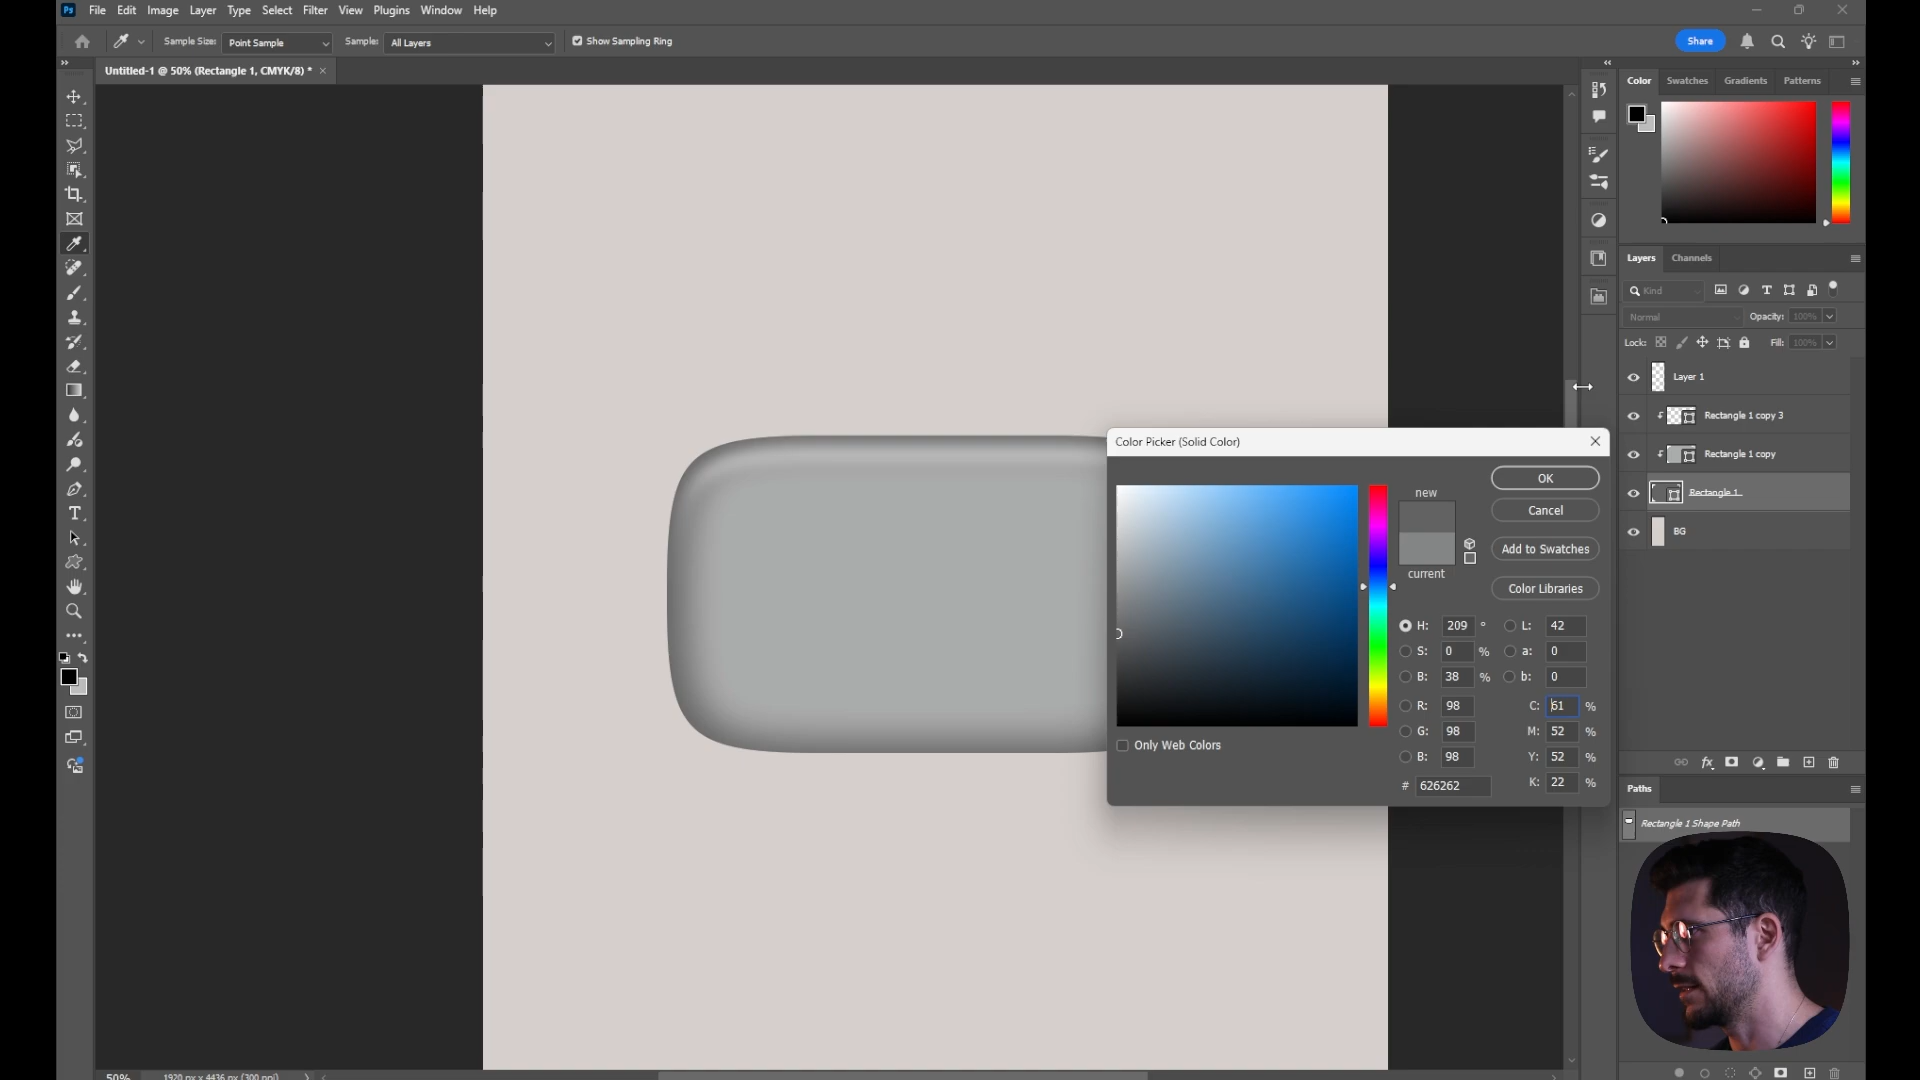 Ps File Edit Image Layer Type Select Filter View Plugins Window Help
Sample Size: Point Sample Sample: All Layers Show Sampling Ring Share
Untitled-1 @ 50% (Rectangle 1, CMYK/8) *
Color Swatches Gradients Patterns
Layers Channels
Kind
Normal Opacity: 100%
Lock: Fill: 100%
Layer 1
Rectangle 1 copy 3
Rectangle 1 copy
Rectangle 1
BG
Color Picker (Solid Color)
new
current
OK
Cancel
Add to Swatches
Color Libraries
H: 209 ° L: 42
S: 0 % a: 0
B: 38 % b: 0
R: 98 C: 61 %
G: 98 M: 52 %
B: 98 Y: 52 %
# 626262 K: 22 %
Only Web Colors
Paths
Rectangle 1 Shape Path
50% 1920 px x 4436 px (300 ppi)